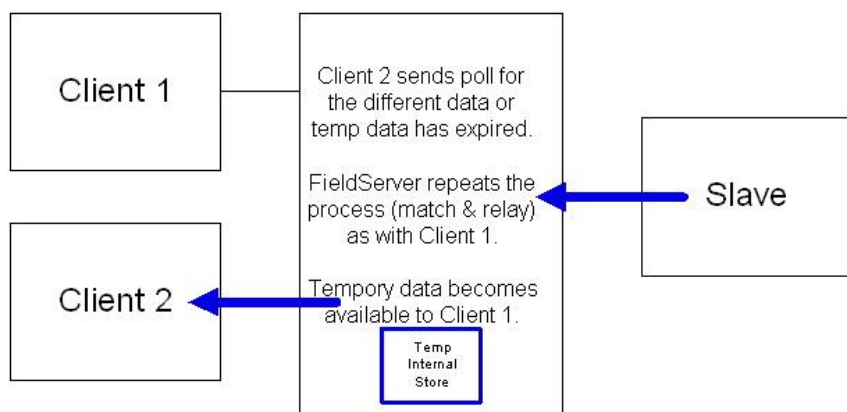 Client 1
Client 2 sends poll for
the different data or
temp data has expired.
FieldServer repeats the
process (match & relay)
as with Client 1.
Slave
Client 2
Tempory data becomes
available to Client 1.
Temp
Internal
Store